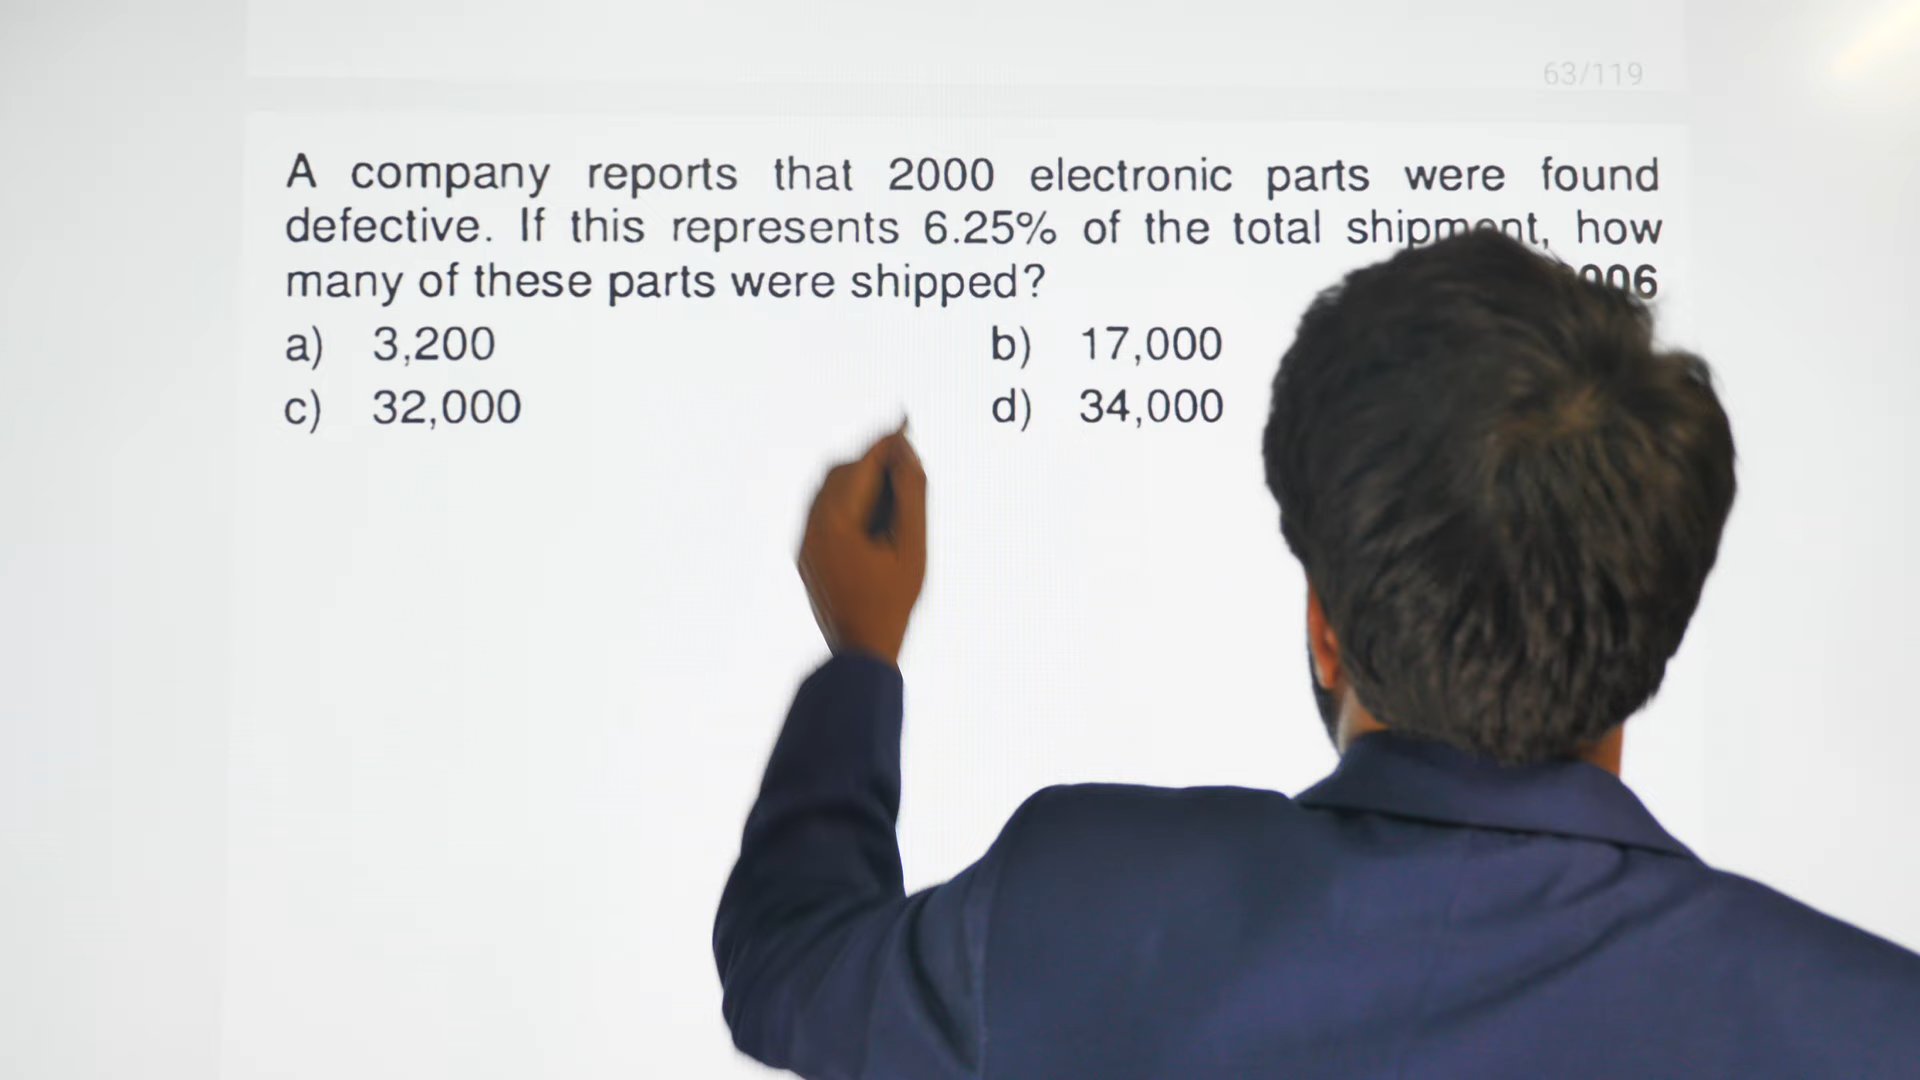 63/119
A company reports that 2000 electronic parts were found
defective. If this represents 6.25% of the total shipment, how
many of these parts were shipped?
a) 3,200 b) 17,000
c) 32,000 d) 34,000